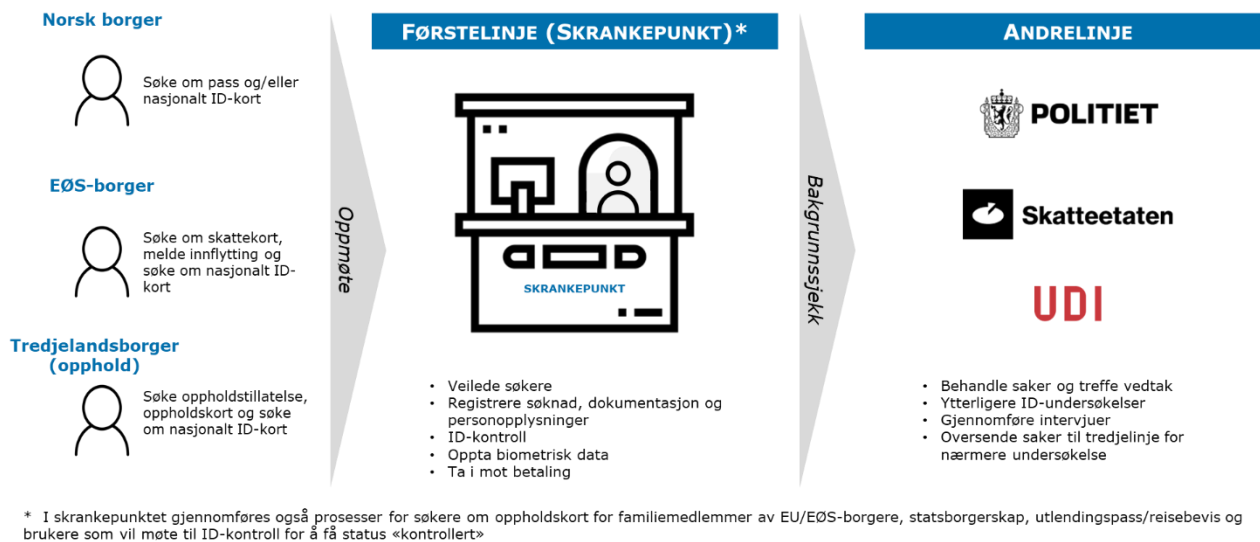 Norsk borger
Søke om pass og/eller
nasjonalt ID-kort
EØS-borger
Søke om skattekort,
melde innflytting og
søke om nasjonalt ID-
kort
Tredjelandsborger
(opphold)
Søke oppholdstillatelse,
oppholdskort og søke
om nasjonalt ID-kort
Oppmøte
FØRSTELINJE (SKRANKEPUNKT)*
SKRANKEPUNKT
• Veilede søkere
• Registrere søknad, dokumentasjon og
personopplysninger
• ID-kontroll
• Oppta biometrisk data
• Ta i mot betaling
Bakgrunnssjekk
ANDRELINJE
POLITIET
Skatteetaten
UDI
• Behandle saker og treffe vedtak
• Ytterligere ID-undersøkelser
• Gjennomføre intervjuer
• Oversende saker til tredjelinje for
nærmere undersøkelse
* I skrankepunktet gjennomføres også prosesser for søkere om oppholdskort for familiemedlemmer av EU/EØS-borgere, statsborgerskap, utlendingspass/reisebevis og
brukere som vil møte til ID-kontroll for å få status «kontrollert»